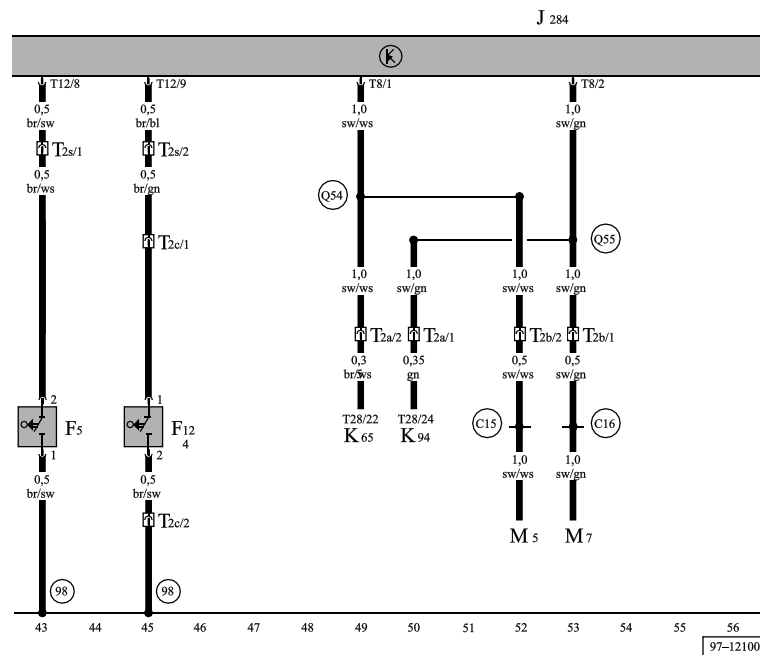 J 284
K
T12/8 T12/9 T8/1 T8/2
0,5 0,5 1,0 1,0
br/sw br/bl sw/ws sw/gn
T2s/1 T2s/2
0,5 0,5
br/ws br/gn
Q54
T2c/1 Q55
1,0 1,0 1,0 1,0
sw/ws sw/gn sw/ws sw/gn
T2a/2 T2a/1 T2b/2 T2b/1
0,3 0,35 0,5 0,5
br/ws 5 gn sw/ws sw/gn
2 1
T28/22 T28/24
F5 F12 K 65 K 94 C15 C16
4
1 2
1,0 1,0
sw/ws sw/gn
0,5 0,5
br/sw br/sw
T2c/2
M 5 M 7
98 98
43 44 45 46 47 48 49 50 51 52 53 54 55 56
97–12100